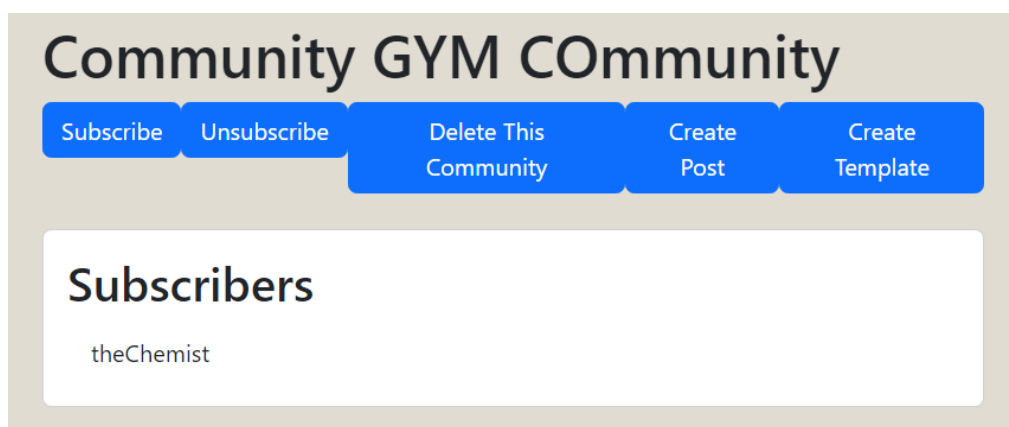 Community GYM COmmunity
Subscribe Unsubscribe Delete This Create Create
Community Post Template
Subscribers
theChemist